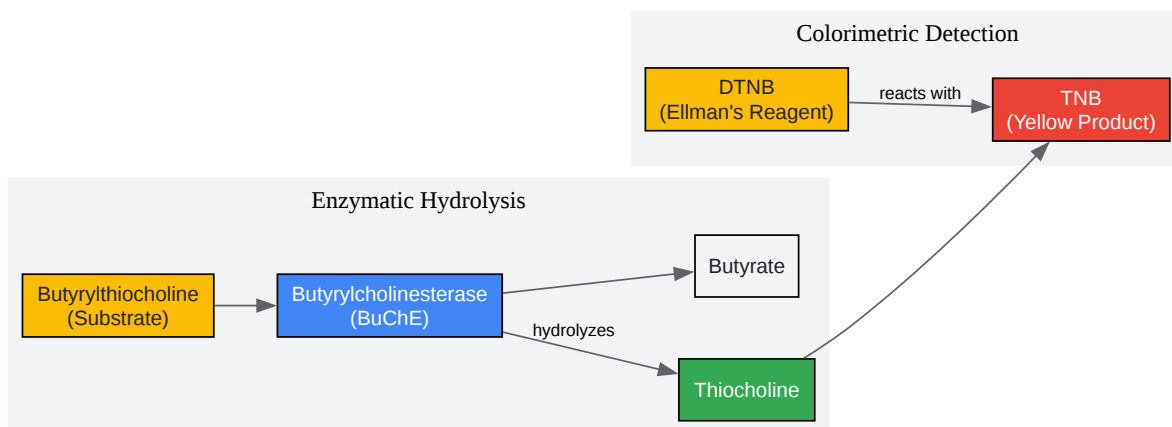 Colorimetric Detection
DTNB
(Ellman's Reagent)
reacts with
TNB
(Yellow Product)
Enzymatic Hydrolysis
Butyrylthiocholine
(Substrate)
Butyrylcholinesterase
(BuChE)
hydrolyzes
Butyrate
Thiocholine